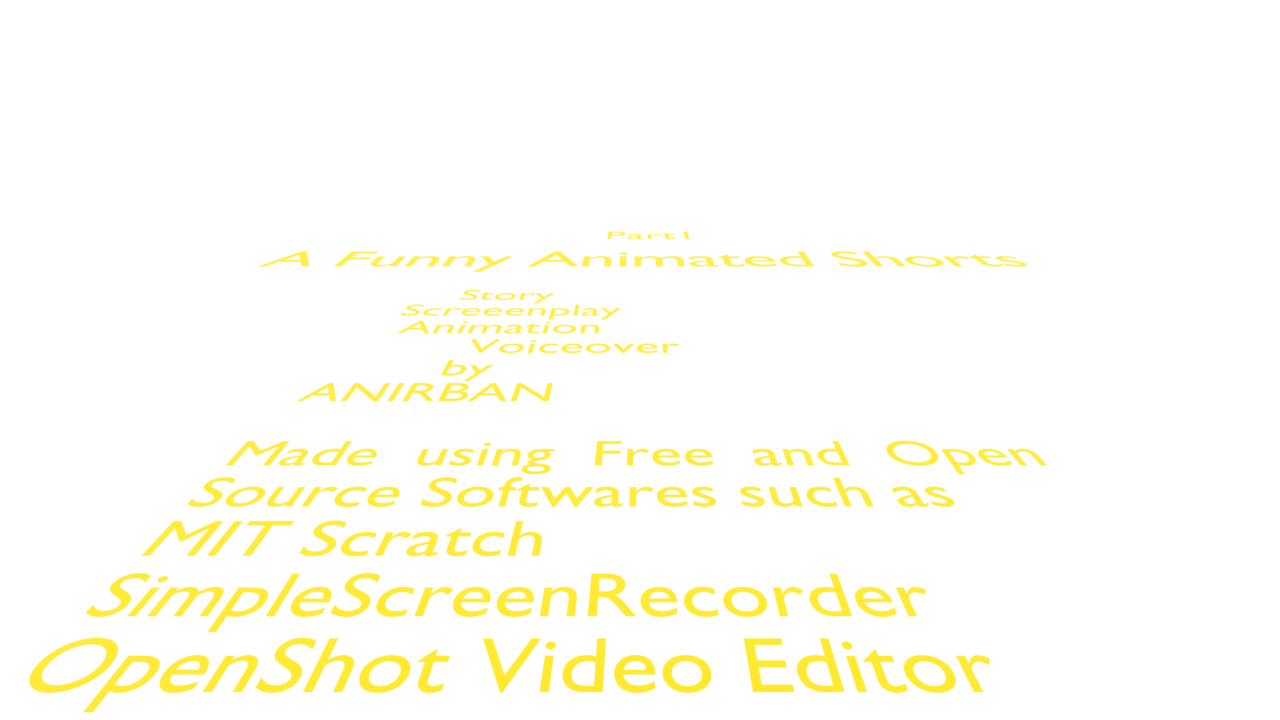 Part1
A Funny Animated Shorts
Story
Screeenplay
Animation
Voiceover
by
ANIRBAN
Made using Free and Open
Source Softwares such as
MIT Scratch
SimpleScreenRecorder
OpenShot Video Editor